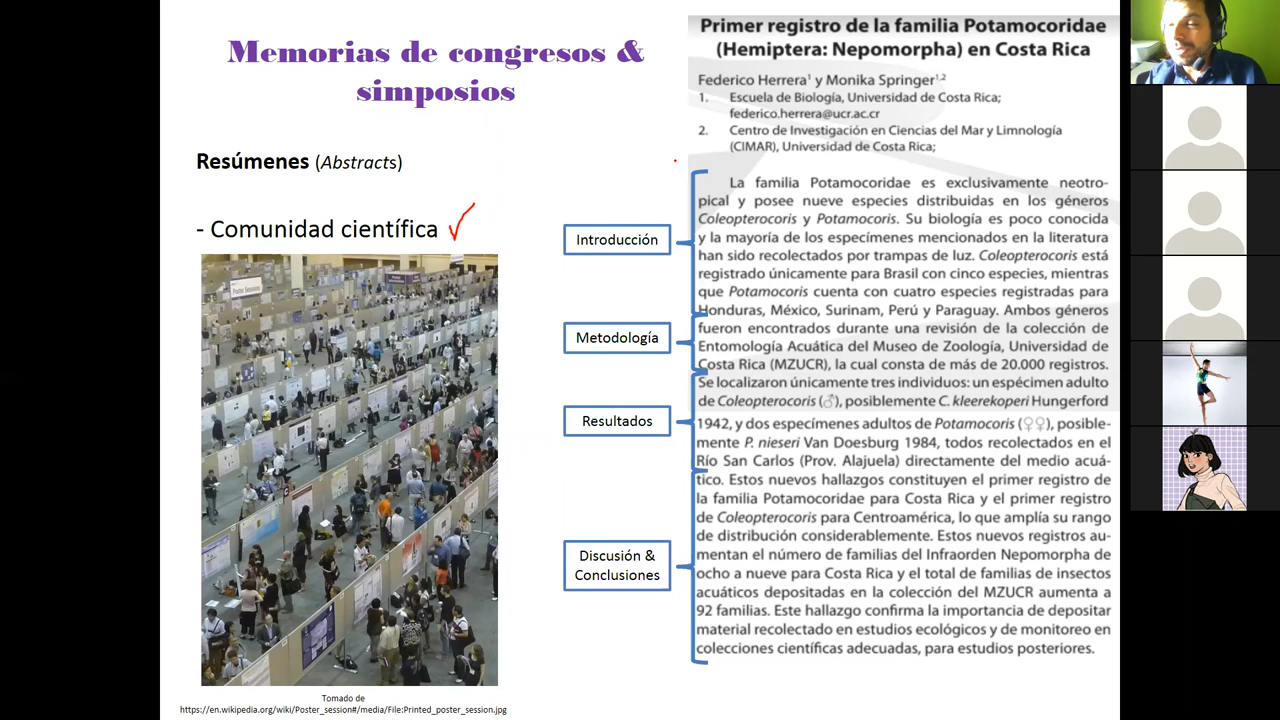 Memorias de congresos &
simposios
Resúmenes (Abstracts)
- Comunidad científica
Poster Session
Tomado de
https://en.wikipedia.org/wiki/Poster_session#/media/File:Printed_poster_session.jpg
Introducción
Metodología
Resultados
Discusión &
Conclusiones
Primer registro de la familia Potamocoridae
(Hemiptera: Nepomorpha) en Costa Rica
Federico Herrera¹ y Monika Springer¹,²
1. Escuela de Biología, Universidad de Costa Rica;
federico.herrera@ucr.ac.cr
2. Centro de Investigación en Ciencias del Mar y Limnología
(CIMAR), Universidad de Costa Rica;
La familia Potamocoridae es exclusivamente neotro-
pical y posee nueve especies distribuidas en los géneros
Coleopterocoris y Potamocoris. Su biología es poco conocida
y la mayoría de los especímenes mencionados en la literatura
han sido recolectados por trampas de luz. Coleopterocoris está
registrado únicamente para Brasil con cinco especies, mientras
que Potamocoris cuenta con cuatro especies registradas para
Honduras, México, Surinam, Perú y Paraguay. Ambos géneros
fueron encontrados durante una revisión de la colección de
Entomología Acuática del Museo de Zoología, Universidad de
Costa Rica (MZUCR), la cual consta de más de 20.000 registros.
Se localizaron únicamente tres individuos: un espécimen adulto
de Coleopterocoris (♂), posiblemente C. kleerekoperi Hungerford
1942, y dos especímenes adultos de Potamocoris (♀♀), posible-
mente P. nieseri Van Doesburg 1984, todos recolectados en el
Río San Carlos (Prov. Alajuela) directamente del medio acuá-
tico. Estos nuevos hallazgos constituyen el primer registro de
la familia Potamocoridae para Costa Rica y el primer registro
de Coleopterocoris para Centroamérica, lo que amplía su rango
de distribución considerablemente. Estos nuevos registros au-
mentan el número de familias del Infraorden Nepomorpha de
ocho a nueve para Costa Rica y el total de familias de insectos
acuáticos depositadas en la colección del MZUCR aumenta a
92 familias. Este hallazgo confirma la importancia de depositar
material recolectado en estudios ecológicos y de monitoreo en
colecciones científicas adecuadas, para estudios posteriores.